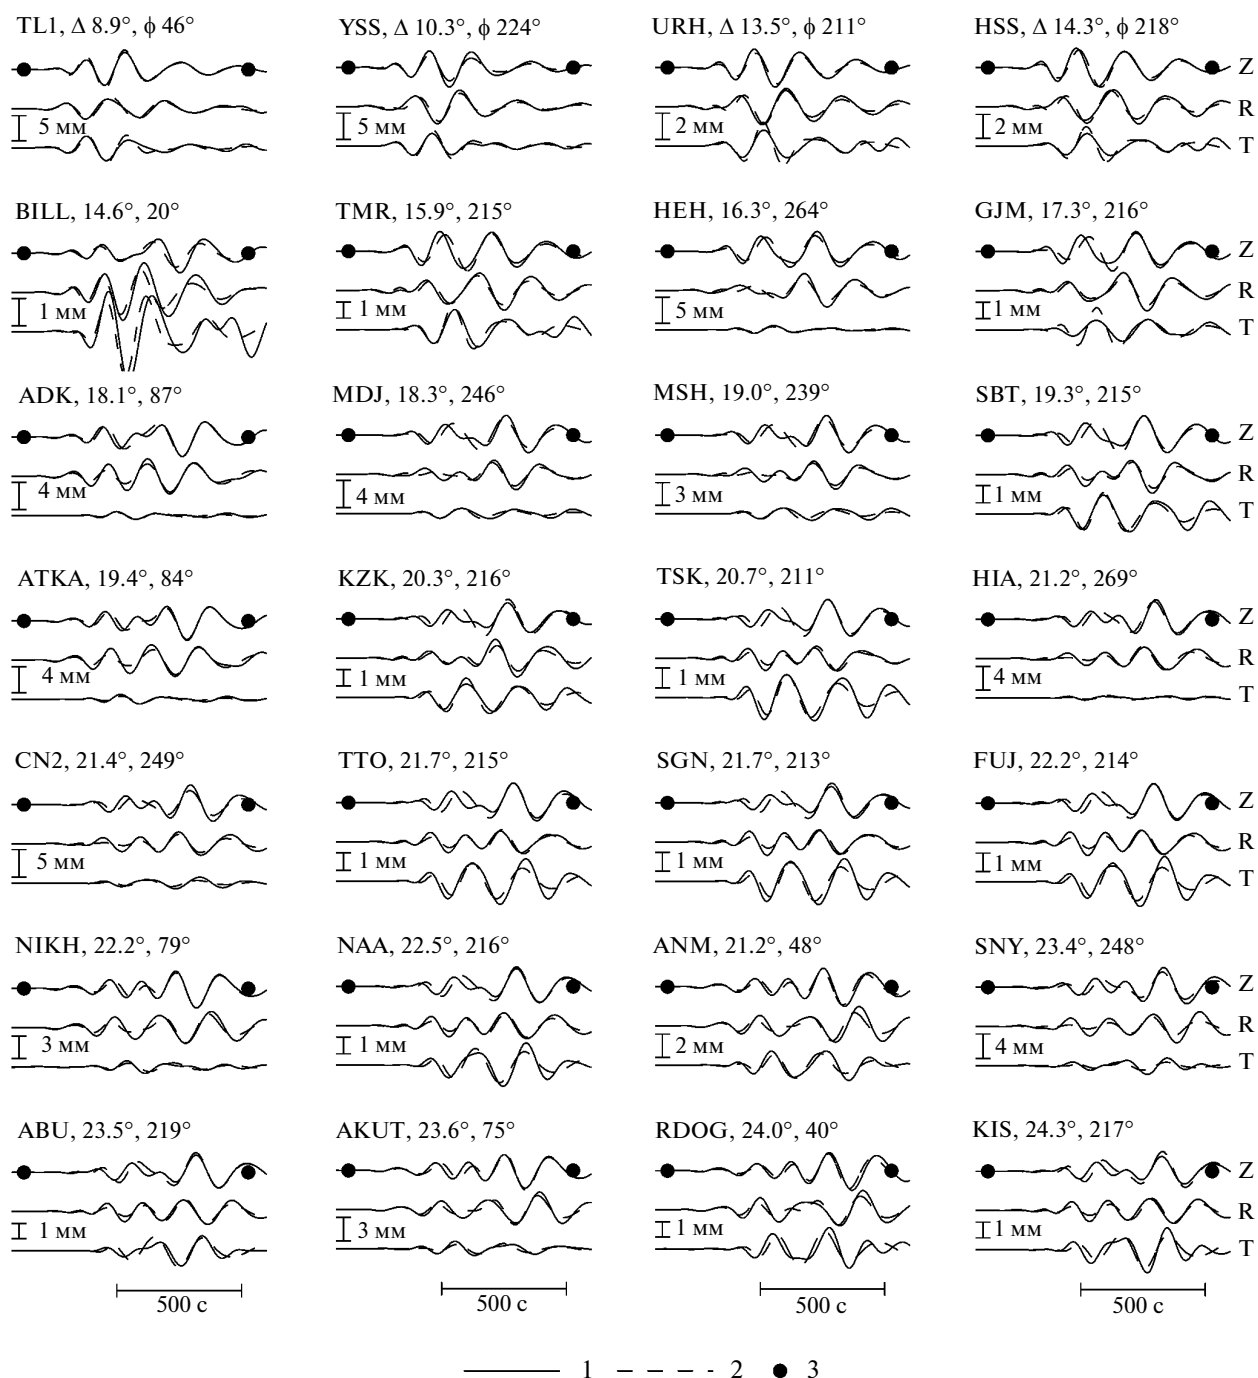 TL1, Δ 8.9°, ϕ 46° YSS, Δ 10.3°, ϕ 224° URH, Δ 13.5°, ϕ 211° HSS, Δ 14.3°, ϕ 218°
Z
R
5 мм 5 мм 2 мм 2 мм
T
BILL, 14.6°, 20° TMR, 15.9°, 215° HEH, 16.3°, 264° GJM, 17.3°, 216°
Z
R
1 мм 1 мм 5 мм 1 мм
T
ADK, 18.1°, 87° MDJ, 18.3°, 246° MSH, 19.0°, 239° SBT, 19.3°, 215°
Z
R
4 мм 4 мм 3 мм 1 мм
T
ATKA, 19.4°, 84° KZK, 20.3°, 216° TSK, 20.7°, 211° HIA, 21.2°, 269°
Z
R
4 мм 1 мм 1 мм 4 мм
T
CN2, 21.4°, 249° TTO, 21.7°, 215° SGN, 21.7°, 213° FUJ, 22.2°, 214°
Z
R
5 мм 1 мм 1 мм 1 мм
T
NIKH, 22.2°, 79° NAA, 22.5°, 216° ANM, 21.2°, 48° SNY, 23.4°, 248°
Z
R
3 мм 1 мм 2 мм 4 мм
T
ABU, 23.5°, 219° AKUT, 23.6°, 75° RDOG, 24.0°, 40° KIS, 24.3°, 217°
Z
R
1 мм 3 мм 1 мм 1 мм
T
500 с 500 с 500 с 500 с
1 2 3